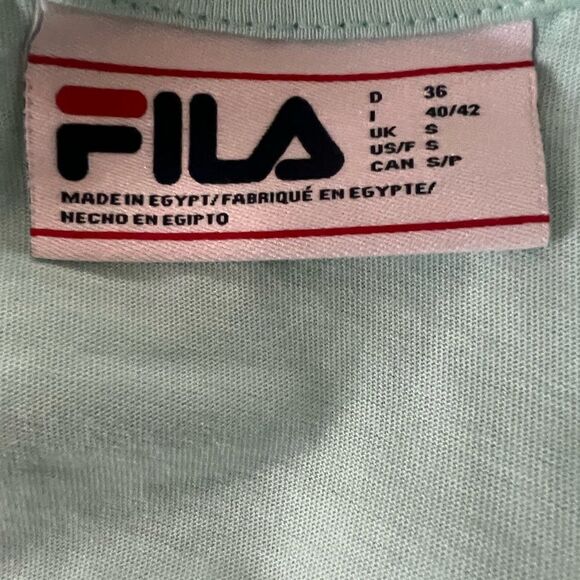 FILA
D 36
I 40/42
UK S
US/F S
CAN S/P
MADE IN EGYPT/FABRIQUÉ EN EGYPTE/
HECHO EN EGIPTO